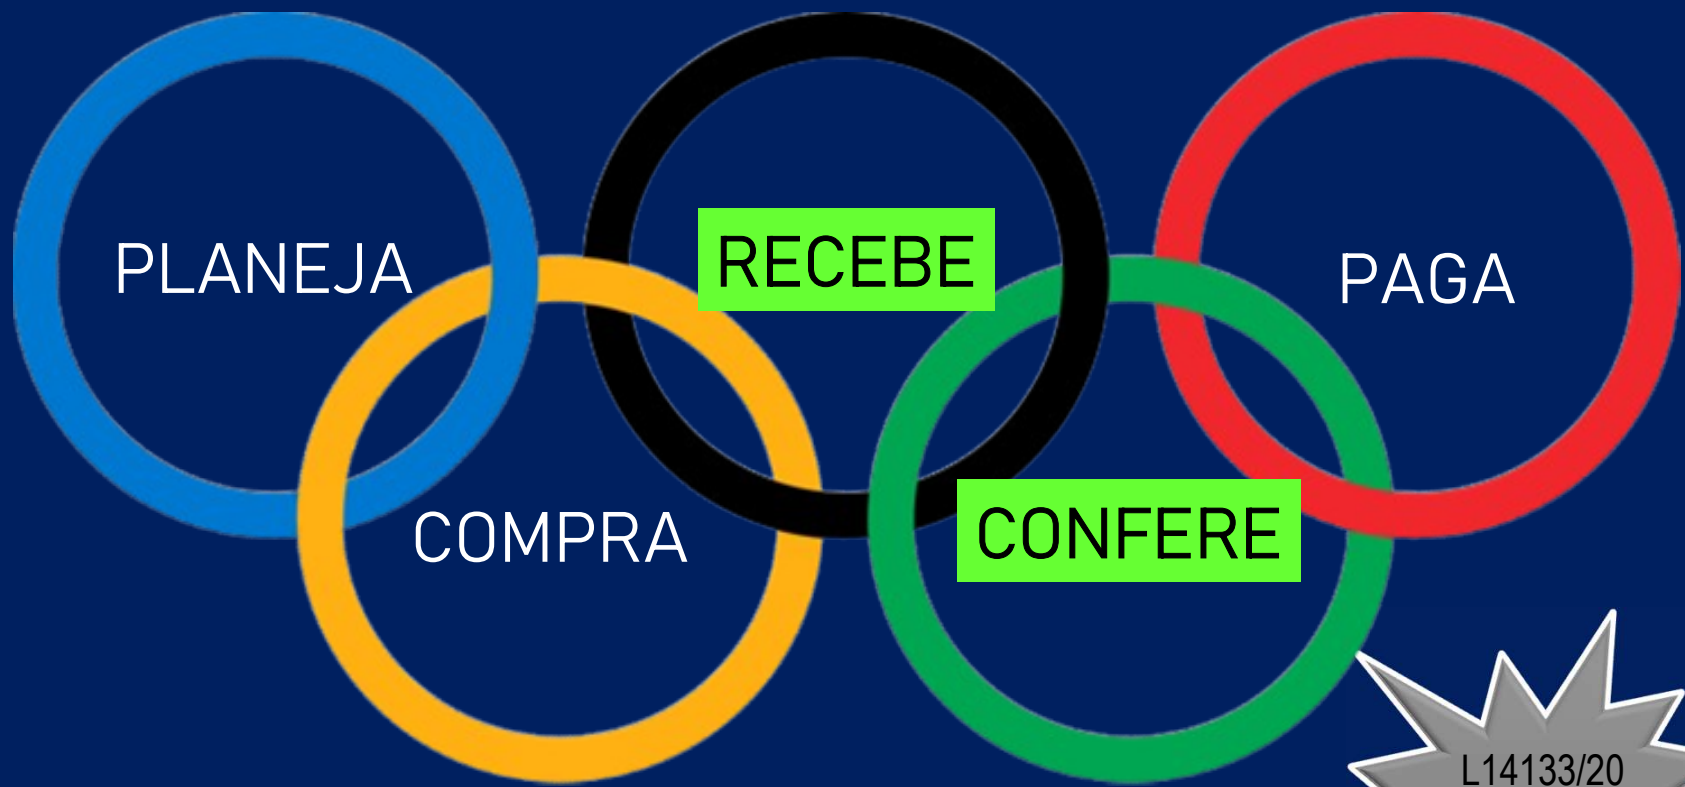 PLANEJA
COMPRA
RECEBE
CONFERE
PAGA
L14133/20